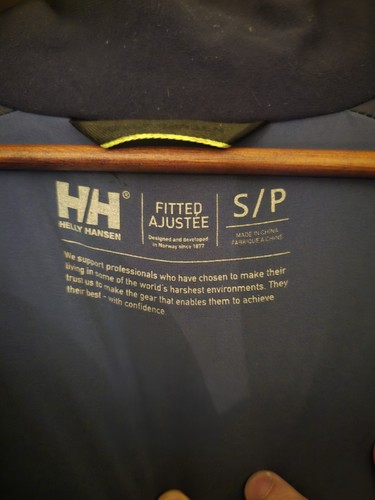 HH®
HELLY HANSEN
FITTED
AJUSTÉE
Designed and developed
in Norway since 1877
S/P
MADE IN CHINA
FABRIQUÉ À CHINE
We support professionals who have chosen to make their
living in some of the world's harshest environments. They
trust us to make the gear that enables them to achieve
their best - with confidence